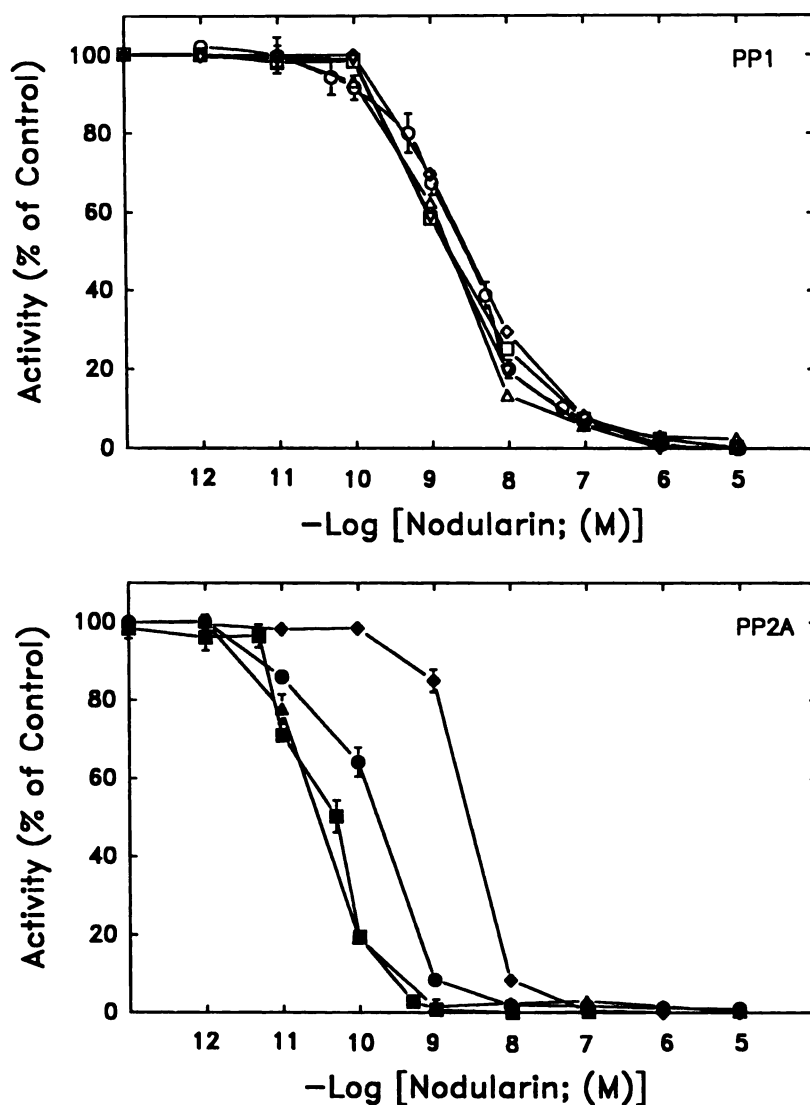 PP1
Activity (% of Control)
100
80
60
40
20
0
12 11 10 9 8 7 6 5
−Log [Nodularin; (M)]
PP2A
Activity (% of Control)
100
80
60
40
20
0
12 11 10 9 8 7 6 5
−Log [Nodularin; (M)]